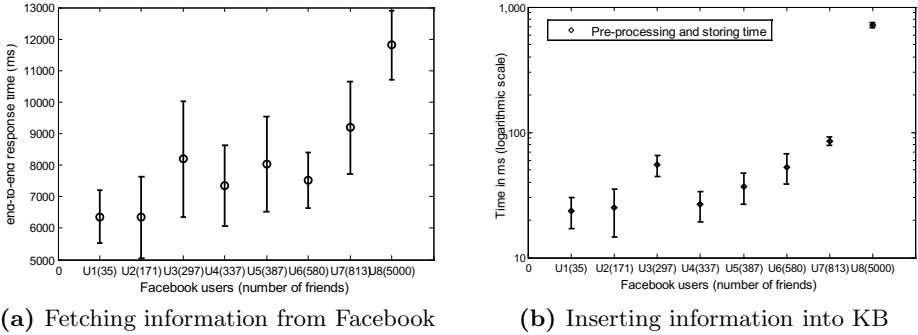 13000
12000
11000
10000
9000
8000
7000
6000
5000
end-to-end response time (ms)
0 U1(35) U2(171) U3(297) U4(337) U5(387) U6(580) U7(813) U8(5000)
Facebook users (number of friends)
(a) Fetching information from Facebook
1,000
100
10
Time in ms (logarithmic scale)
Pre-processing and storing time
0 U1(35) U2(171) U3(297) U4(337) U5(387) U6(580) U7(813) U8(5000)
Facebook users (number of friends)
(b) Inserting information into KB